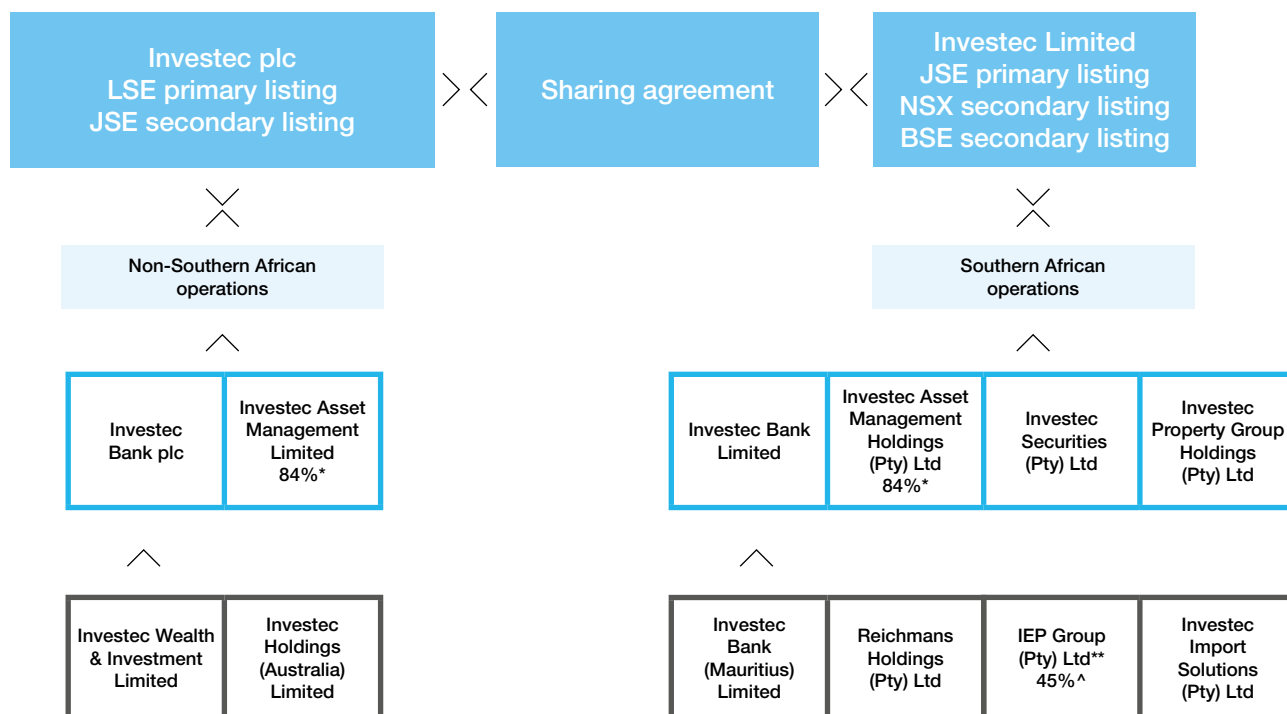 Investec plc
LSE primary listing
JSE secondary listing
Sharing agreement
Investec Limited
JSE primary listing
NSX secondary listing
BSE secondary listing
Non-Southern African
operations
Southern African
operations
Investec
Bank plc
Investec Asset
Management
Limited
84%*
Investec Bank
Limited
Investec Asset
Management
Holdings
(Pty) Ltd
84%*
Investec
Securities
(Pty) Ltd
Investec
Property Group
Holdings
(Pty) Ltd
Investec Wealth
& Investment
Limited
Investec
Holdings
(Australia)
Limited
Investec
Bank
(Mauritius)
Limited
Reichmans
Holdings
(Pty) Ltd
IEP Group
(Pty) Ltd**
45%^
Investec
Import
Solutions
(Pty) Ltd